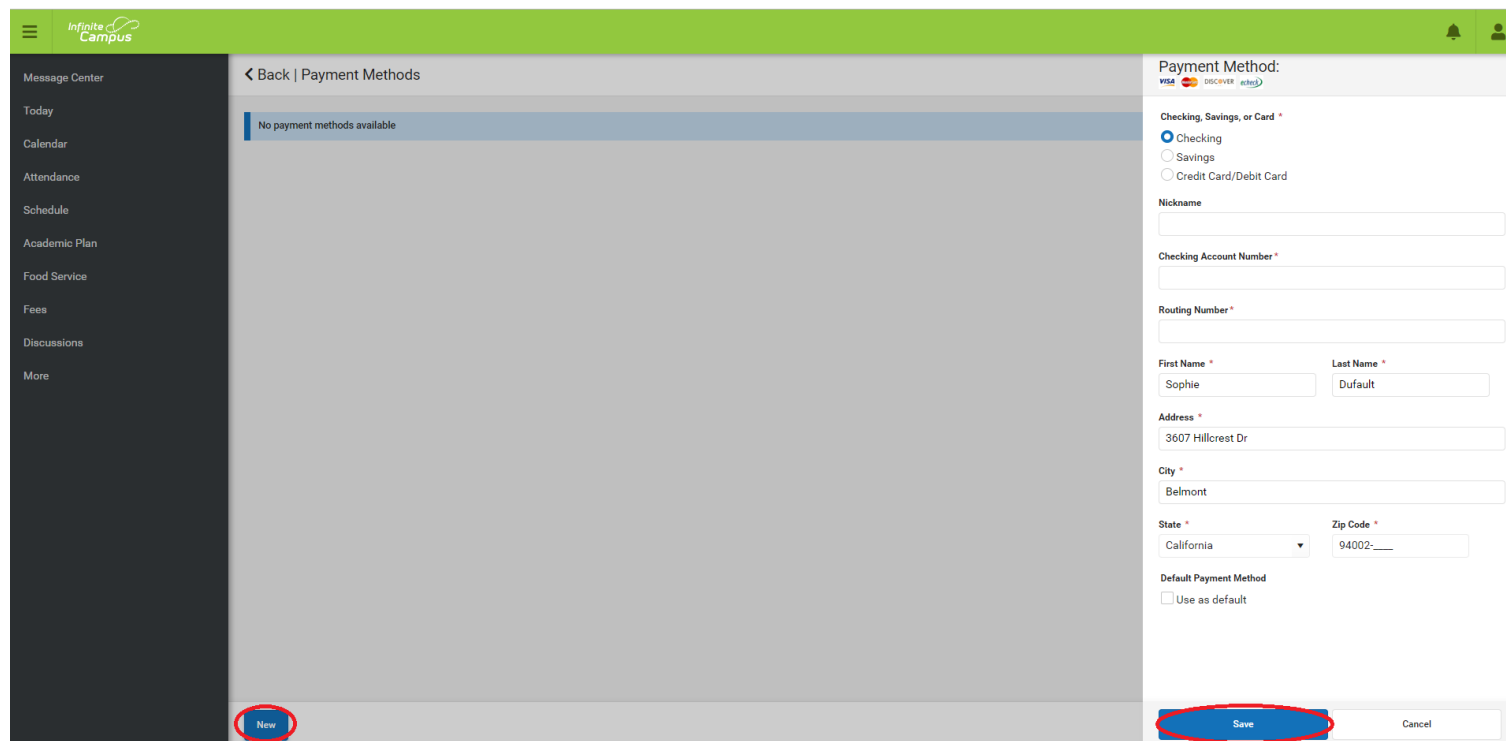 Infinite
Campus
Message Center
Today
Calendar
Attendance
Schedule
Academic Plan
Food Service
Fees
Discussions
More
Back | Payment Methods
No payment methods available
New
Payment Method:
VISA DISCOVER echeck
Checking, Savings, or Card *
Checking
Savings
Credit Card/Debit Card
Nickname
Checking Account Number*
Routing Number*
First Name * Last Name *
Sophie Dufault
Address *
3607 Hillcrest Dr
City *
Belmont
State * Zip Code *
California 94002-____
Default Payment Method
Use as default
Save Cancel